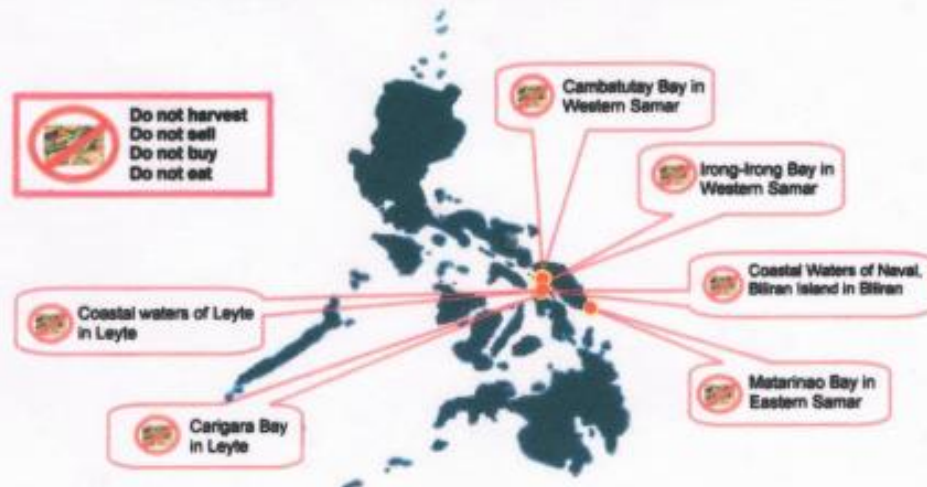 Do not harvest
Do not sell
Do not buy
Do not eat
Cambatutay Bay in
Western Samar
Irong-Irong Bay in
Western Samar
Coastal Waters of Naval,
Biliran Island in Biliran
Coastal waters of Leyte
in Leyte
Matarinao Bay in
Eastern Samar
Carigara Bay
in Leyte